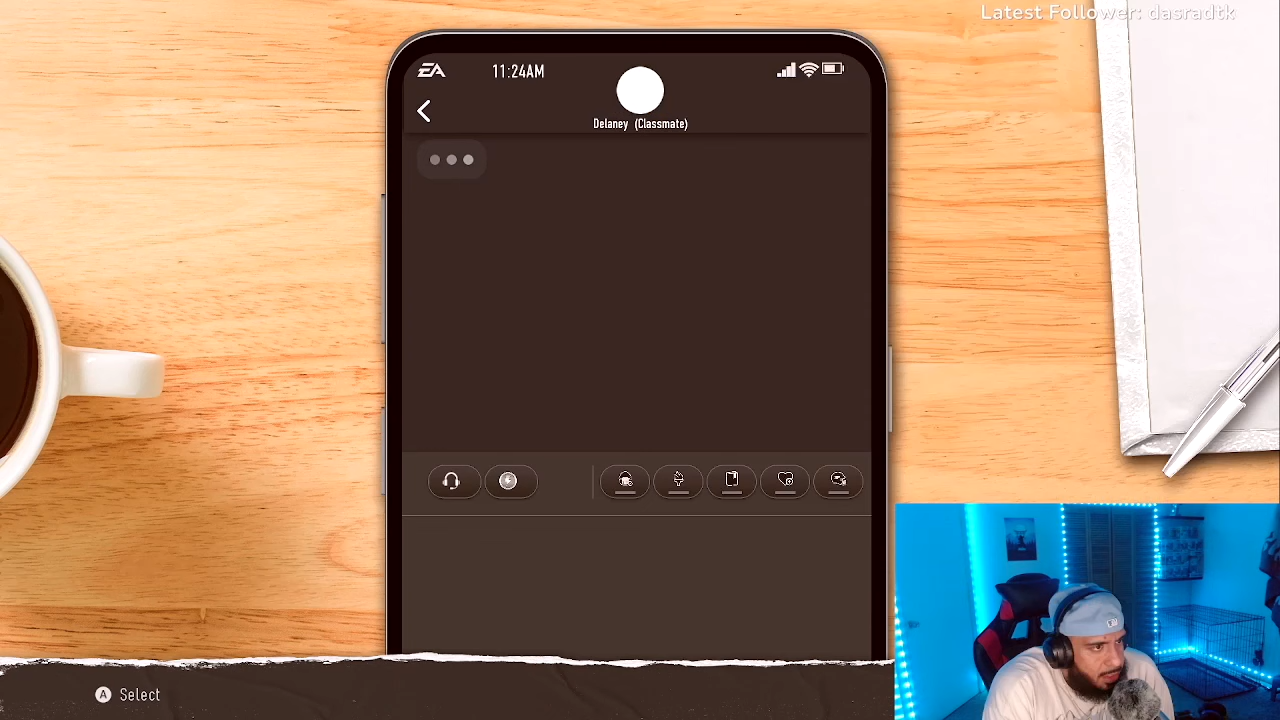 Latest Follower: dasradtk
EA
11:24AM
Delaney (Classmate)
A Select